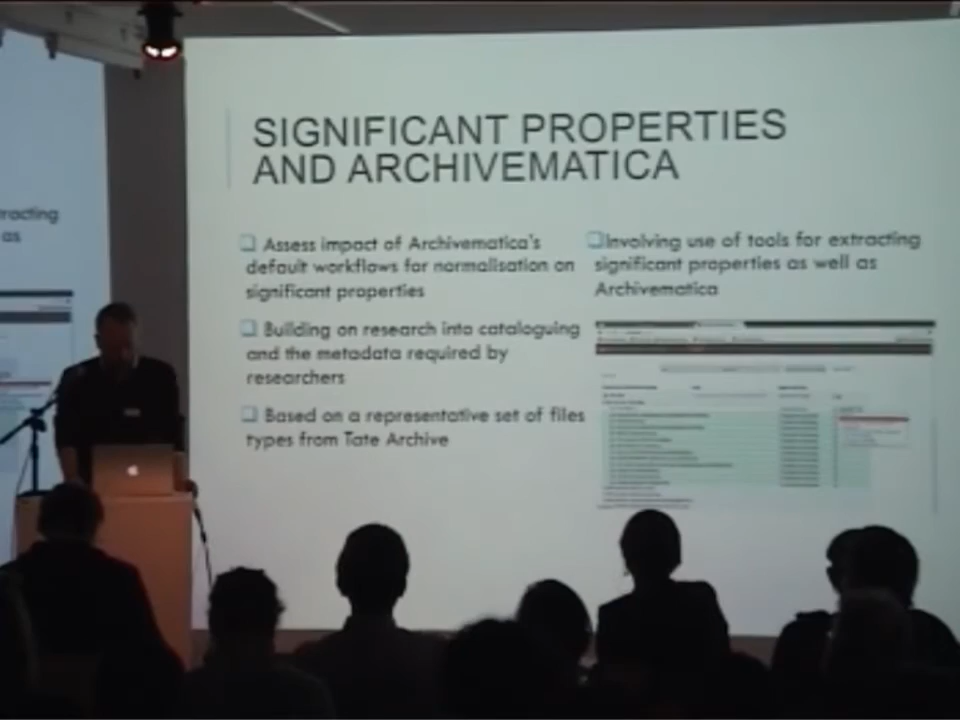 SIGNIFICANT PROPERTIES
AND ARCHIVEMATICA
Assess impact of Archivematica's
default workflows for normalisation on
significant properties
Building on research into cataloguing
and the metadata required by
researchers
Based on a representative set of files
types from Tate Archive
Involving use of tools for extracting
significant properties as well as
Archivematica
racting
as